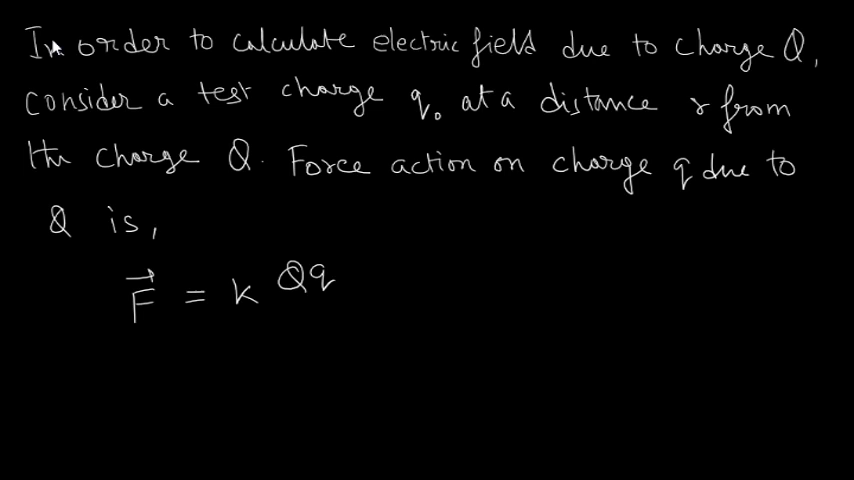 In order to calculate electric field due to charge Q,
consider a test charge q₀ at a distance r from
the charge Q. Force action on charge q due to
Q is,
F⃗ = k Qq